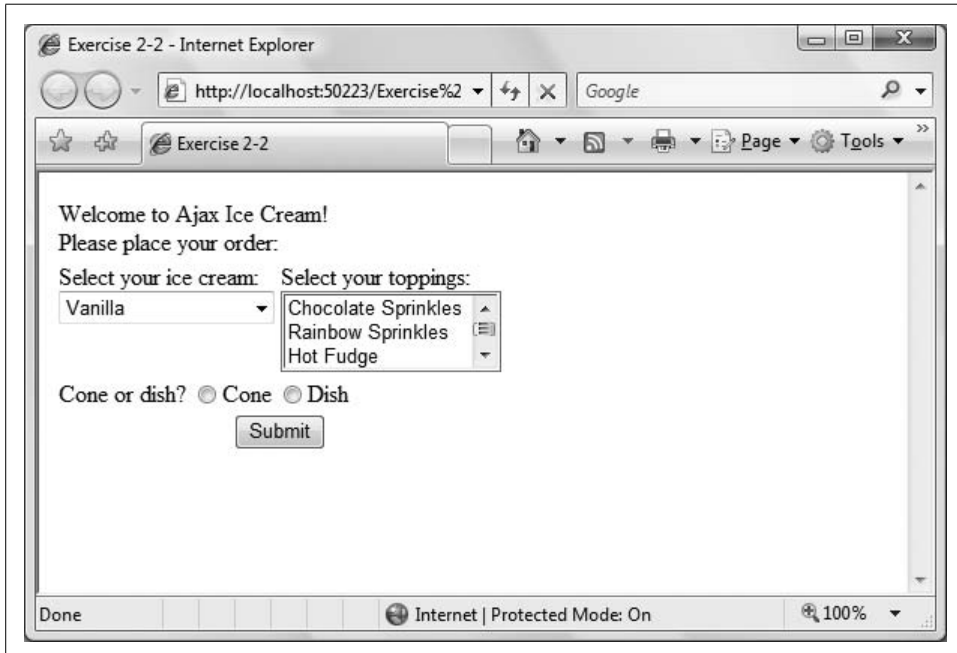 Exercise 2-2 - Internet Explorer
http://localhost:50223/Exercise%2
Google
Exercise 2-2
Page
Tools
Welcome to Ajax Ice Cream!
Please place your order:
Select your ice cream: Select your toppings:
Vanilla
Chocolate Sprinkles
Rainbow Sprinkles
Hot Fudge
Cone or dish? Cone Dish
Submit
Done
Internet | Protected Mode: On
100%